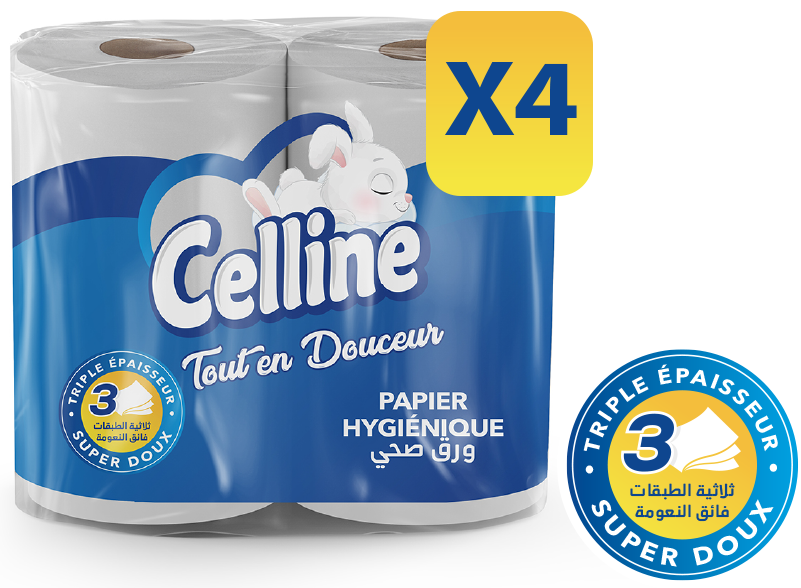 X4
Celline
Tout en Douceur
TRIPLE ÉPAISSEUR
3
ثلاثية الطبقات
فائق النعومة
SUPER DOUX
PAPIER
HYGIÉNIQUE
ورق صحي
TRIPLE ÉPAISSEUR
3
ثلاثية الطبقات
فائق النعومة
SUPER DOUX